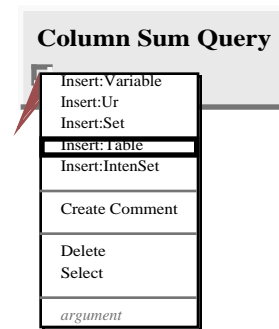 Column Sum Query
Insert:Variable
Insert:Ur
Insert:Set
Insert:Table
Insert:IntenSet
Create Comment
Delete
Select
argument